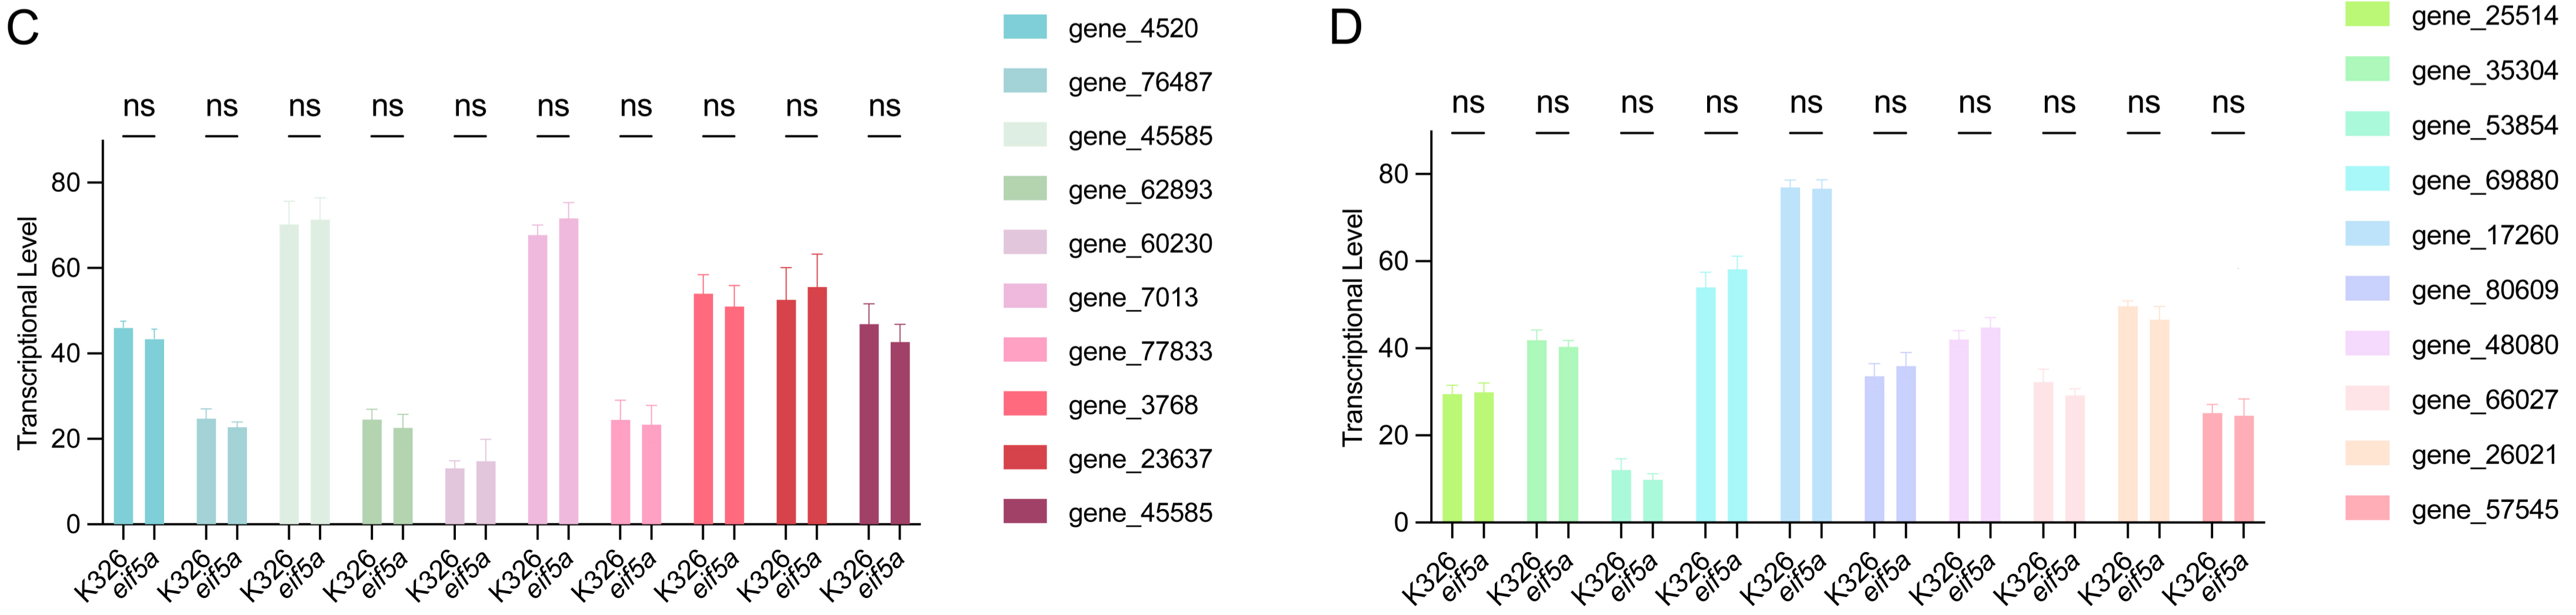 C
ns ns ns ns ns ns ns ns ns ns
Transcriptional Level
80
60
40
20
0
K326 eif5a K326 eif5a K326 eif5a K326 eif5a K326 eif5a K326 eif5a K326 eif5a K326 eif5a K326 eif5a K326 eif5a
gene_4520
gene_76487
gene_45585
gene_62893
gene_60230
gene_7013
gene_77833
gene_3768
gene_23637
gene_45585
D
ns ns ns ns ns ns ns ns ns ns
Transcriptional Level
80
60
40
20
0
K326 eif5a K326 eif5a K326 eif5a K326 eif5a K326 eif5a K326 eif5a K326 eif5a K326 eif5a K326 eif5a K326 eif5a
gene_25514
gene_35304
gene_53854
gene_69880
gene_17260
gene_80609
gene_48080
gene_66027
gene_26021
gene_57545